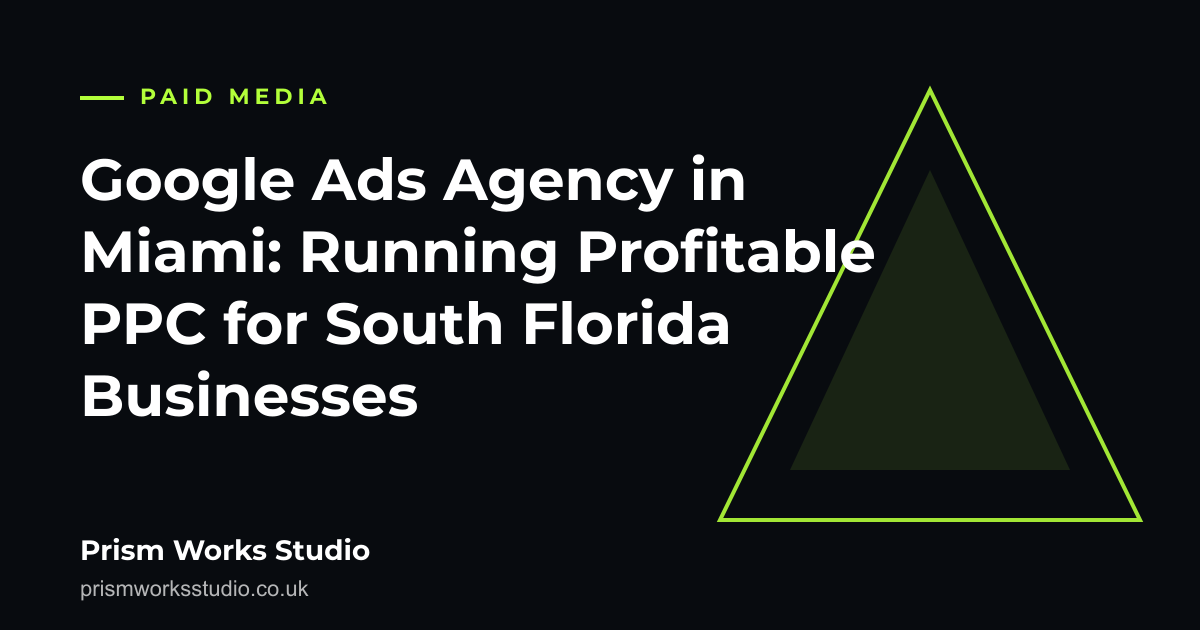 PAID MEDIA
Google Ads Agency in
Miami: Running Profitable
PPC for South Florida
Businesses
Prism Works Studio
prismworksstudio.co.uk